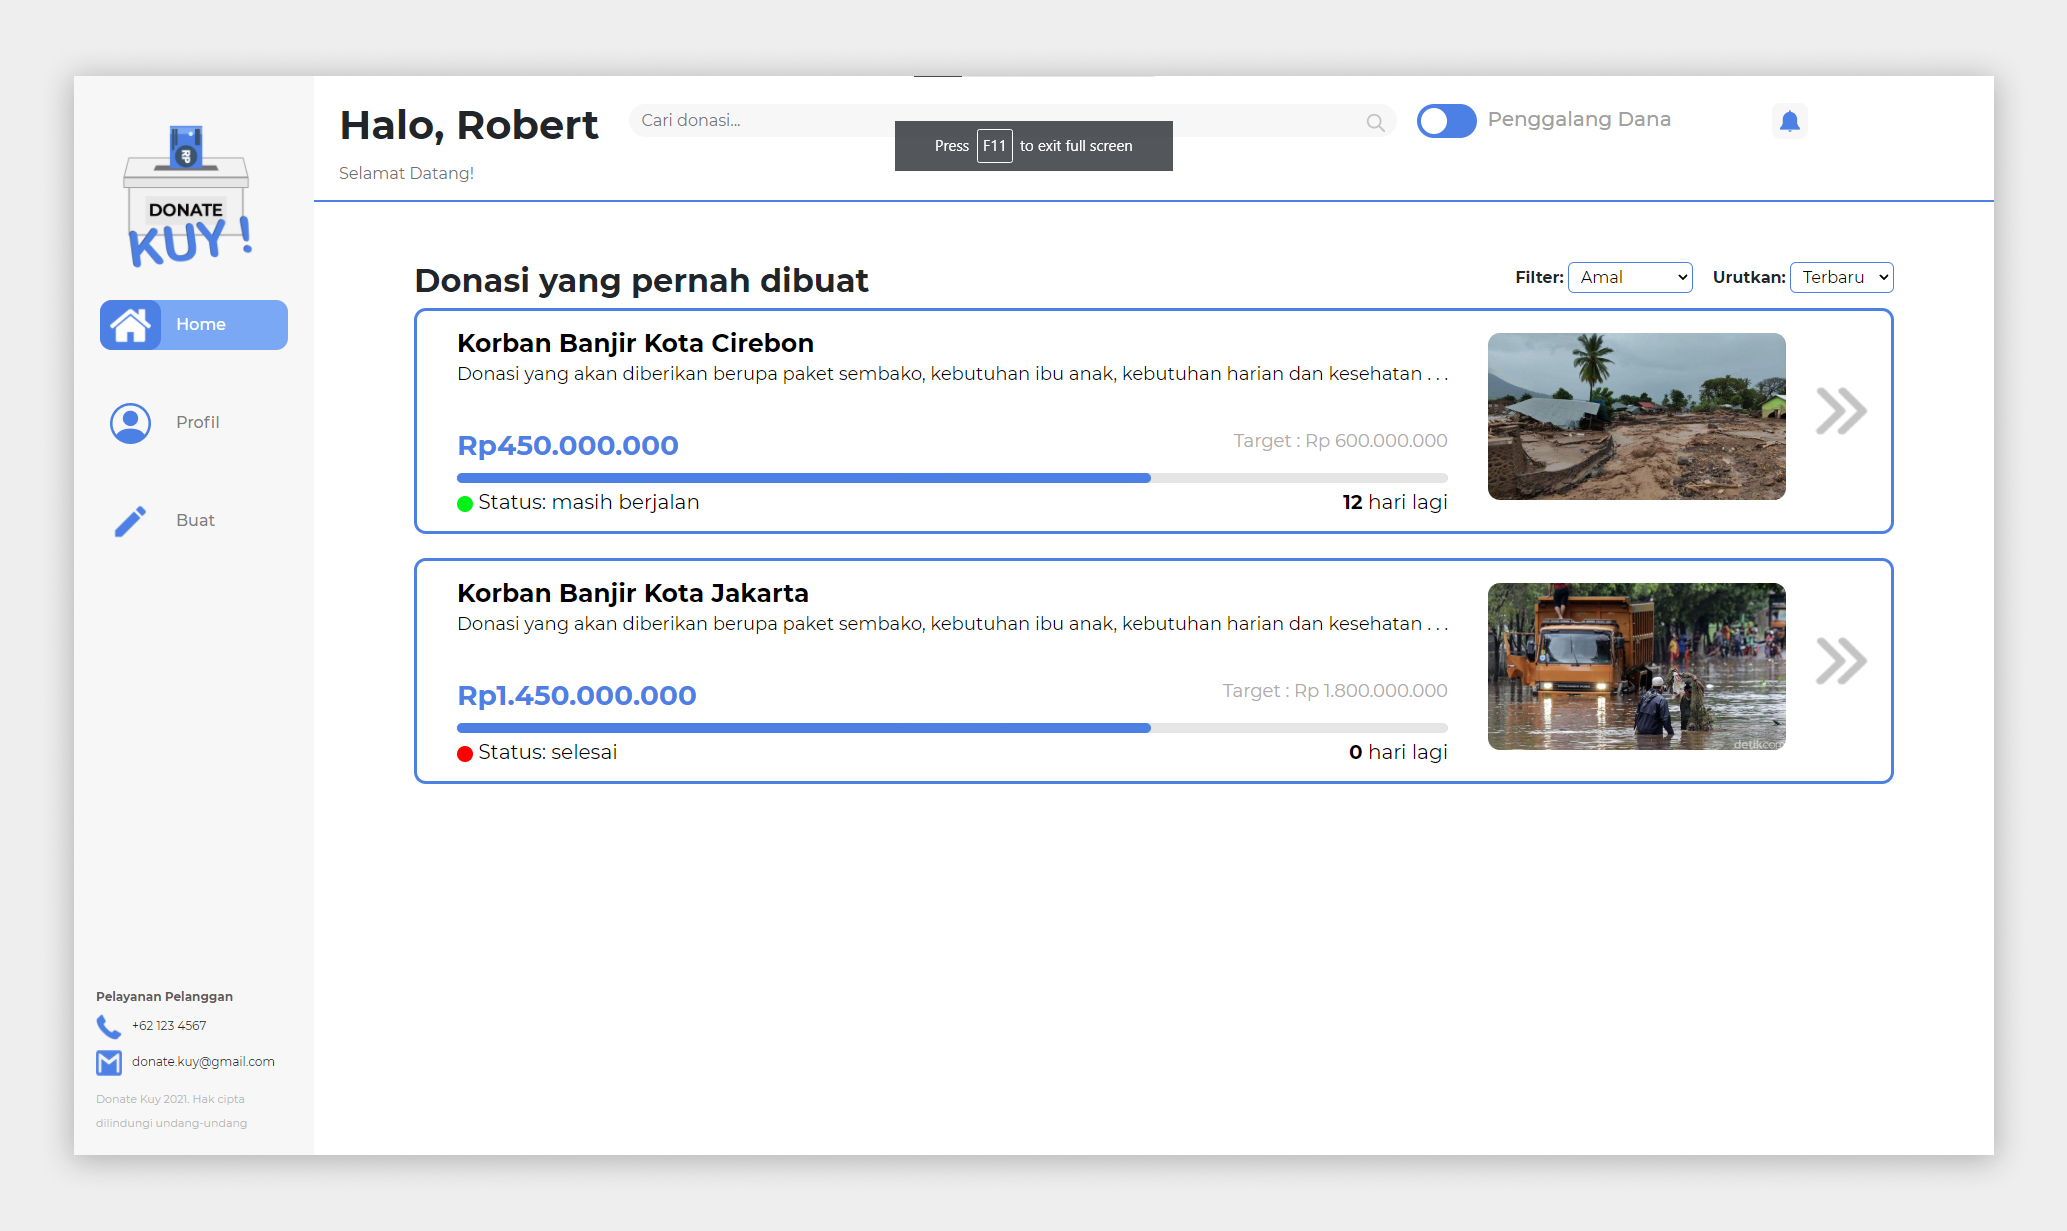 RP
DONATE
KUY !
Home
Profil
Buat
Pelayanan Pelanggan
+62 123 4567
donate.kuy@gmail.com
Donate Kuy 2021. Hak cipta
dilindungi undang-undang
Halo, Robert
Selamat Datang!
Cari donasi...
Press F11 to exit full screen
Penggalang Dana
Donasi yang pernah dibuat
Filter: Amal
Urutkan: Terbaru
Korban Banjir Kota Cirebon
Donasi yang akan diberikan berupa paket sembako, kebutuhan ibu anak, kebutuhan harian dan kesehatan . . .
Rp450.000.000
Target : Rp 600.000.000
Status: masih berjalan
12 hari lagi
Korban Banjir Kota Jakarta
Donasi yang akan diberikan berupa paket sembako, kebutuhan ibu anak, kebutuhan harian dan kesehatan . . .
Rp1.450.000.000
Target : Rp 1.800.000.000
Status: selesai
0 hari lagi
detikcom